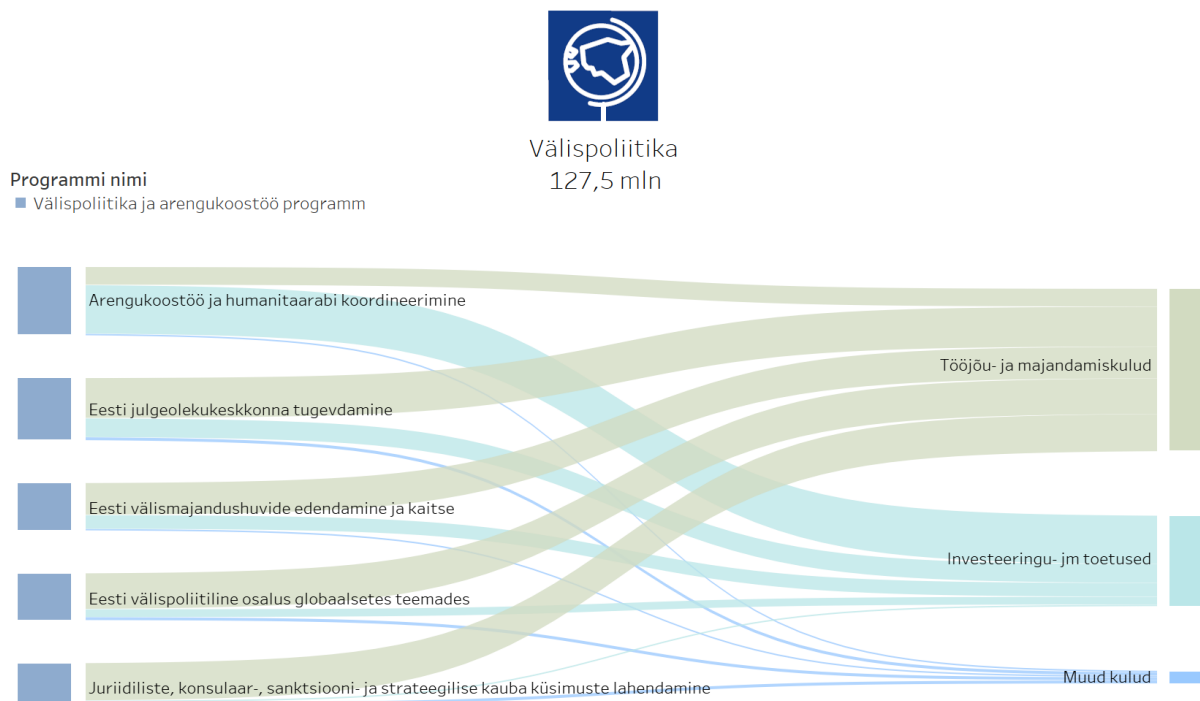 Välispoliitika
127,5 mln
Programmi nimi
Välispoliitika ja arengukoostöö programm
Arengukoostöö ja humanitaarabi koordineerimine
Tööjõu- ja majandamiskulud
Eesti julgeolekukeskkonna tugevdamine
Eesti välismajandushuvide edendamine ja kaitse
Investeeringu- jm toetused
Eesti välispoliitiline osalus globaalsetes teemades
Muud kulud
Juriidiliste, konsulaar-, sanktsiooni- ja strateegilise kauba küsimuste lahendamine